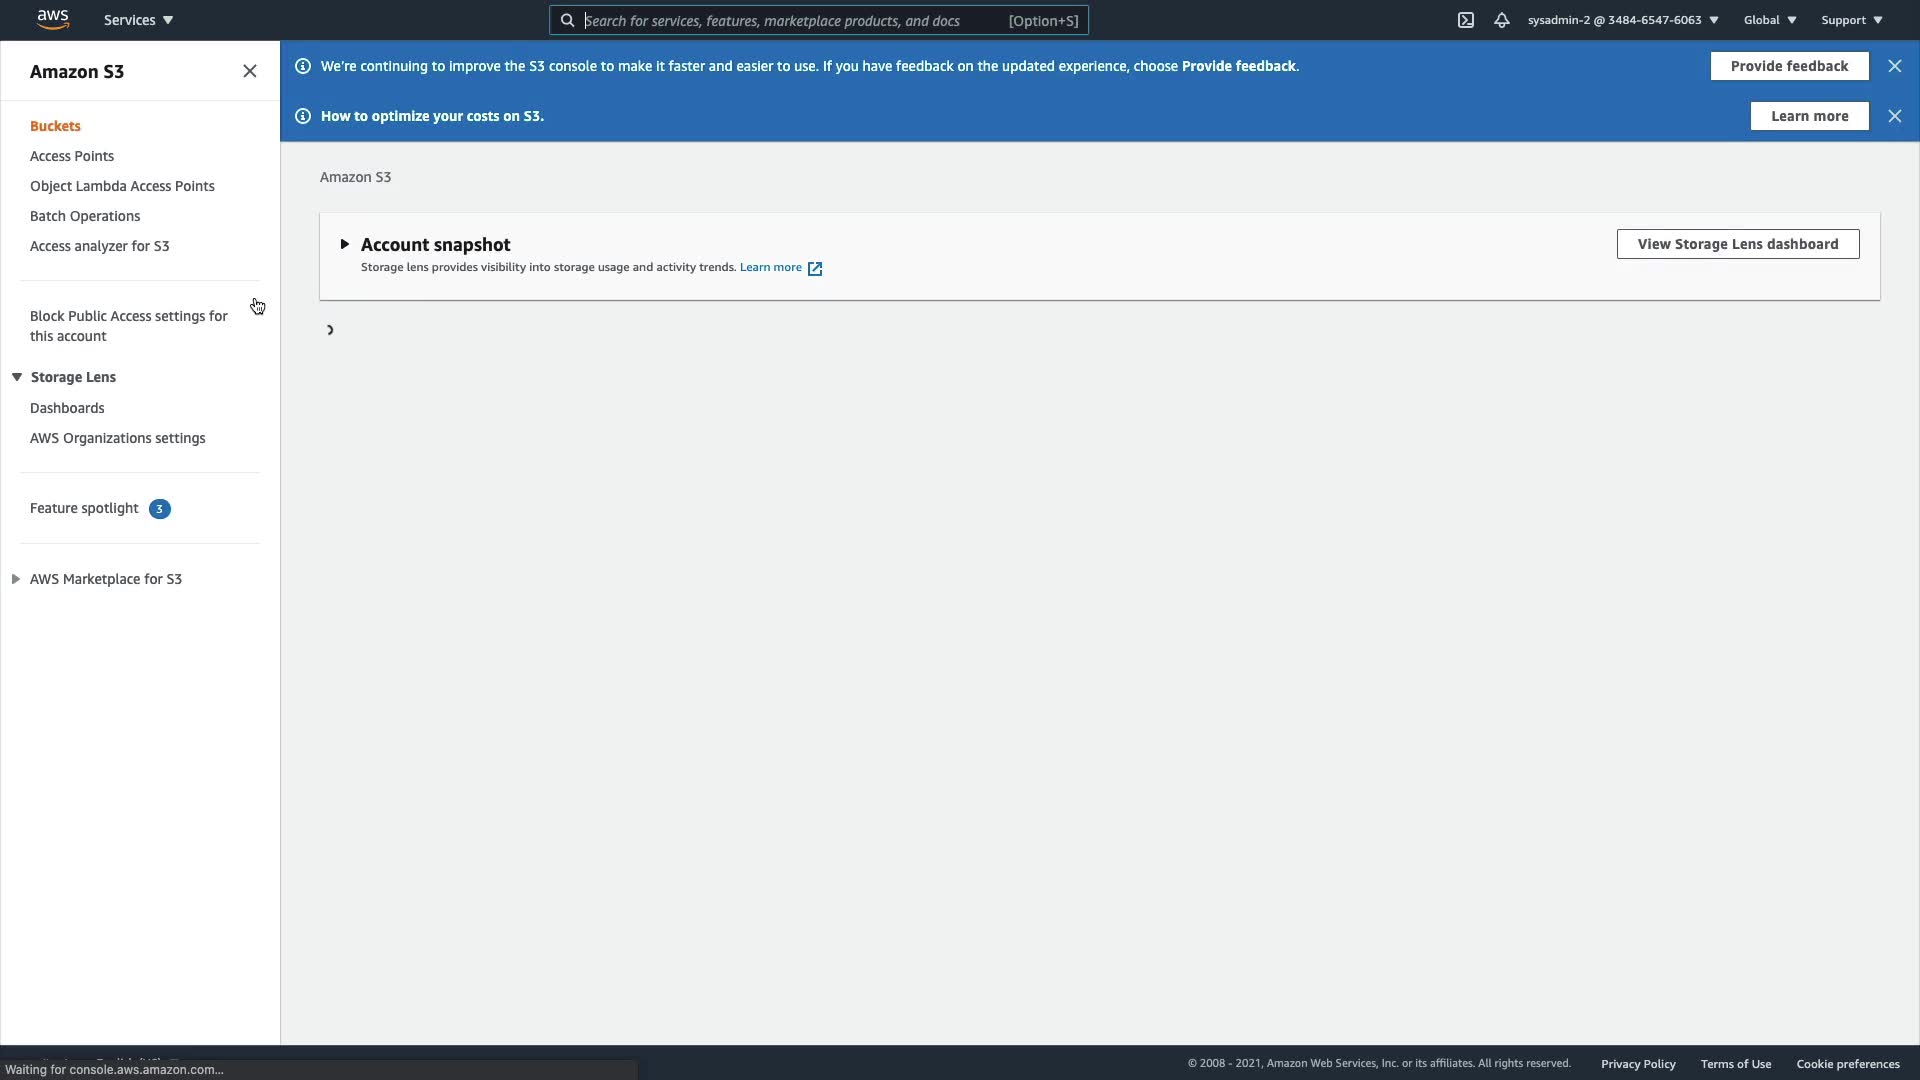 aws
Services
Search for services, features, marketplace products, and docs
[Option+S]
sysadmin-2 @ 3484-6547-6063
Global
Support
Amazon S3
Buckets
Access Points
Object Lambda Access Points
Batch Operations
Access analyzer for S3
Block Public Access settings for
this account
Storage Lens
Dashboards
AWS Organizations settings
Feature spotlight 3
AWS Marketplace for S3
We're continuing to improve the S3 console to make it faster and easier to use. If you have feedback on the updated experience, choose Provide feedback.
Provide feedback
How to optimize your costs on S3.
Learn more
Amazon S3
Account snapshot
Storage lens provides visibility into storage usage and activity trends. Learn more
View Storage Lens dashboard
Waiting for console.aws.amazon.com...
© 2008 - 2021, Amazon Web Services, Inc. or its affiliates. All rights reserved.
Privacy Policy
Terms of Use
Cookie preferences